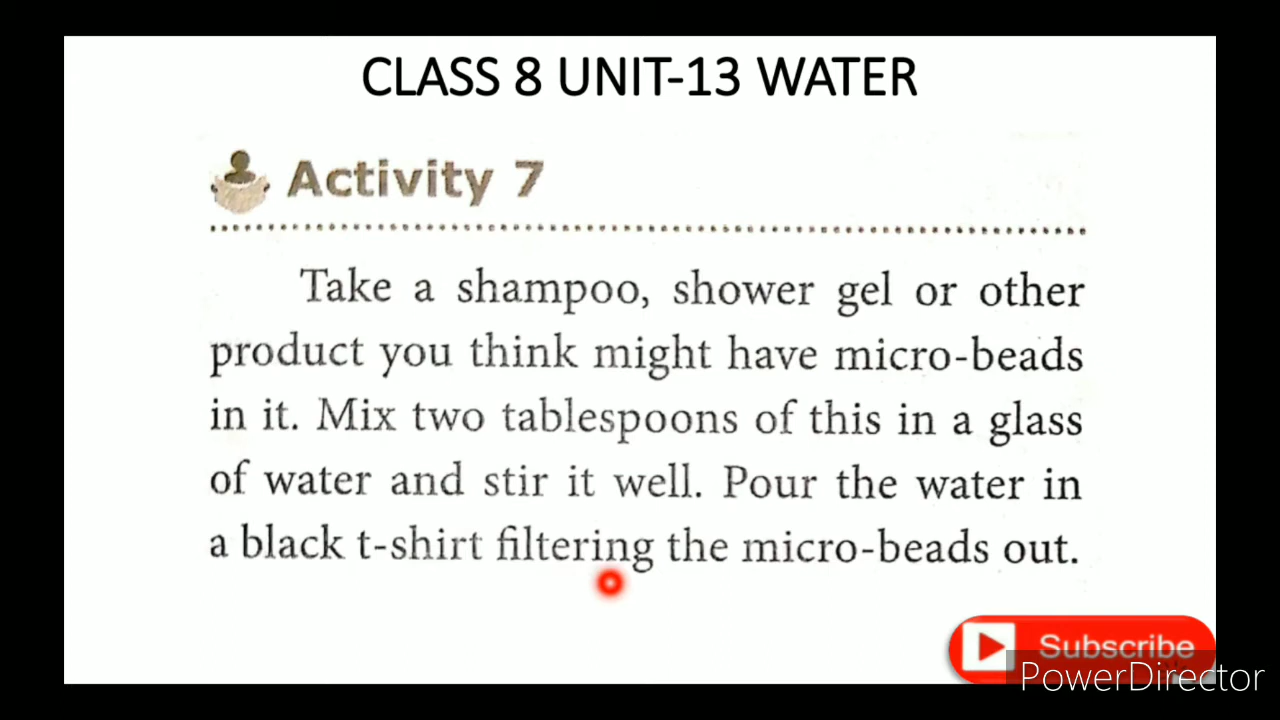 CLASS 8 UNIT-13 WATER
Activity 7
Take a shampoo, shower gel or other
product you think might have micro-beads
in it. Mix two tablespoons of this in a glass
of water and stir it well. Pour the water in
a black t-shirt filtering the micro-beads out.
Subscribe
PowerDirector